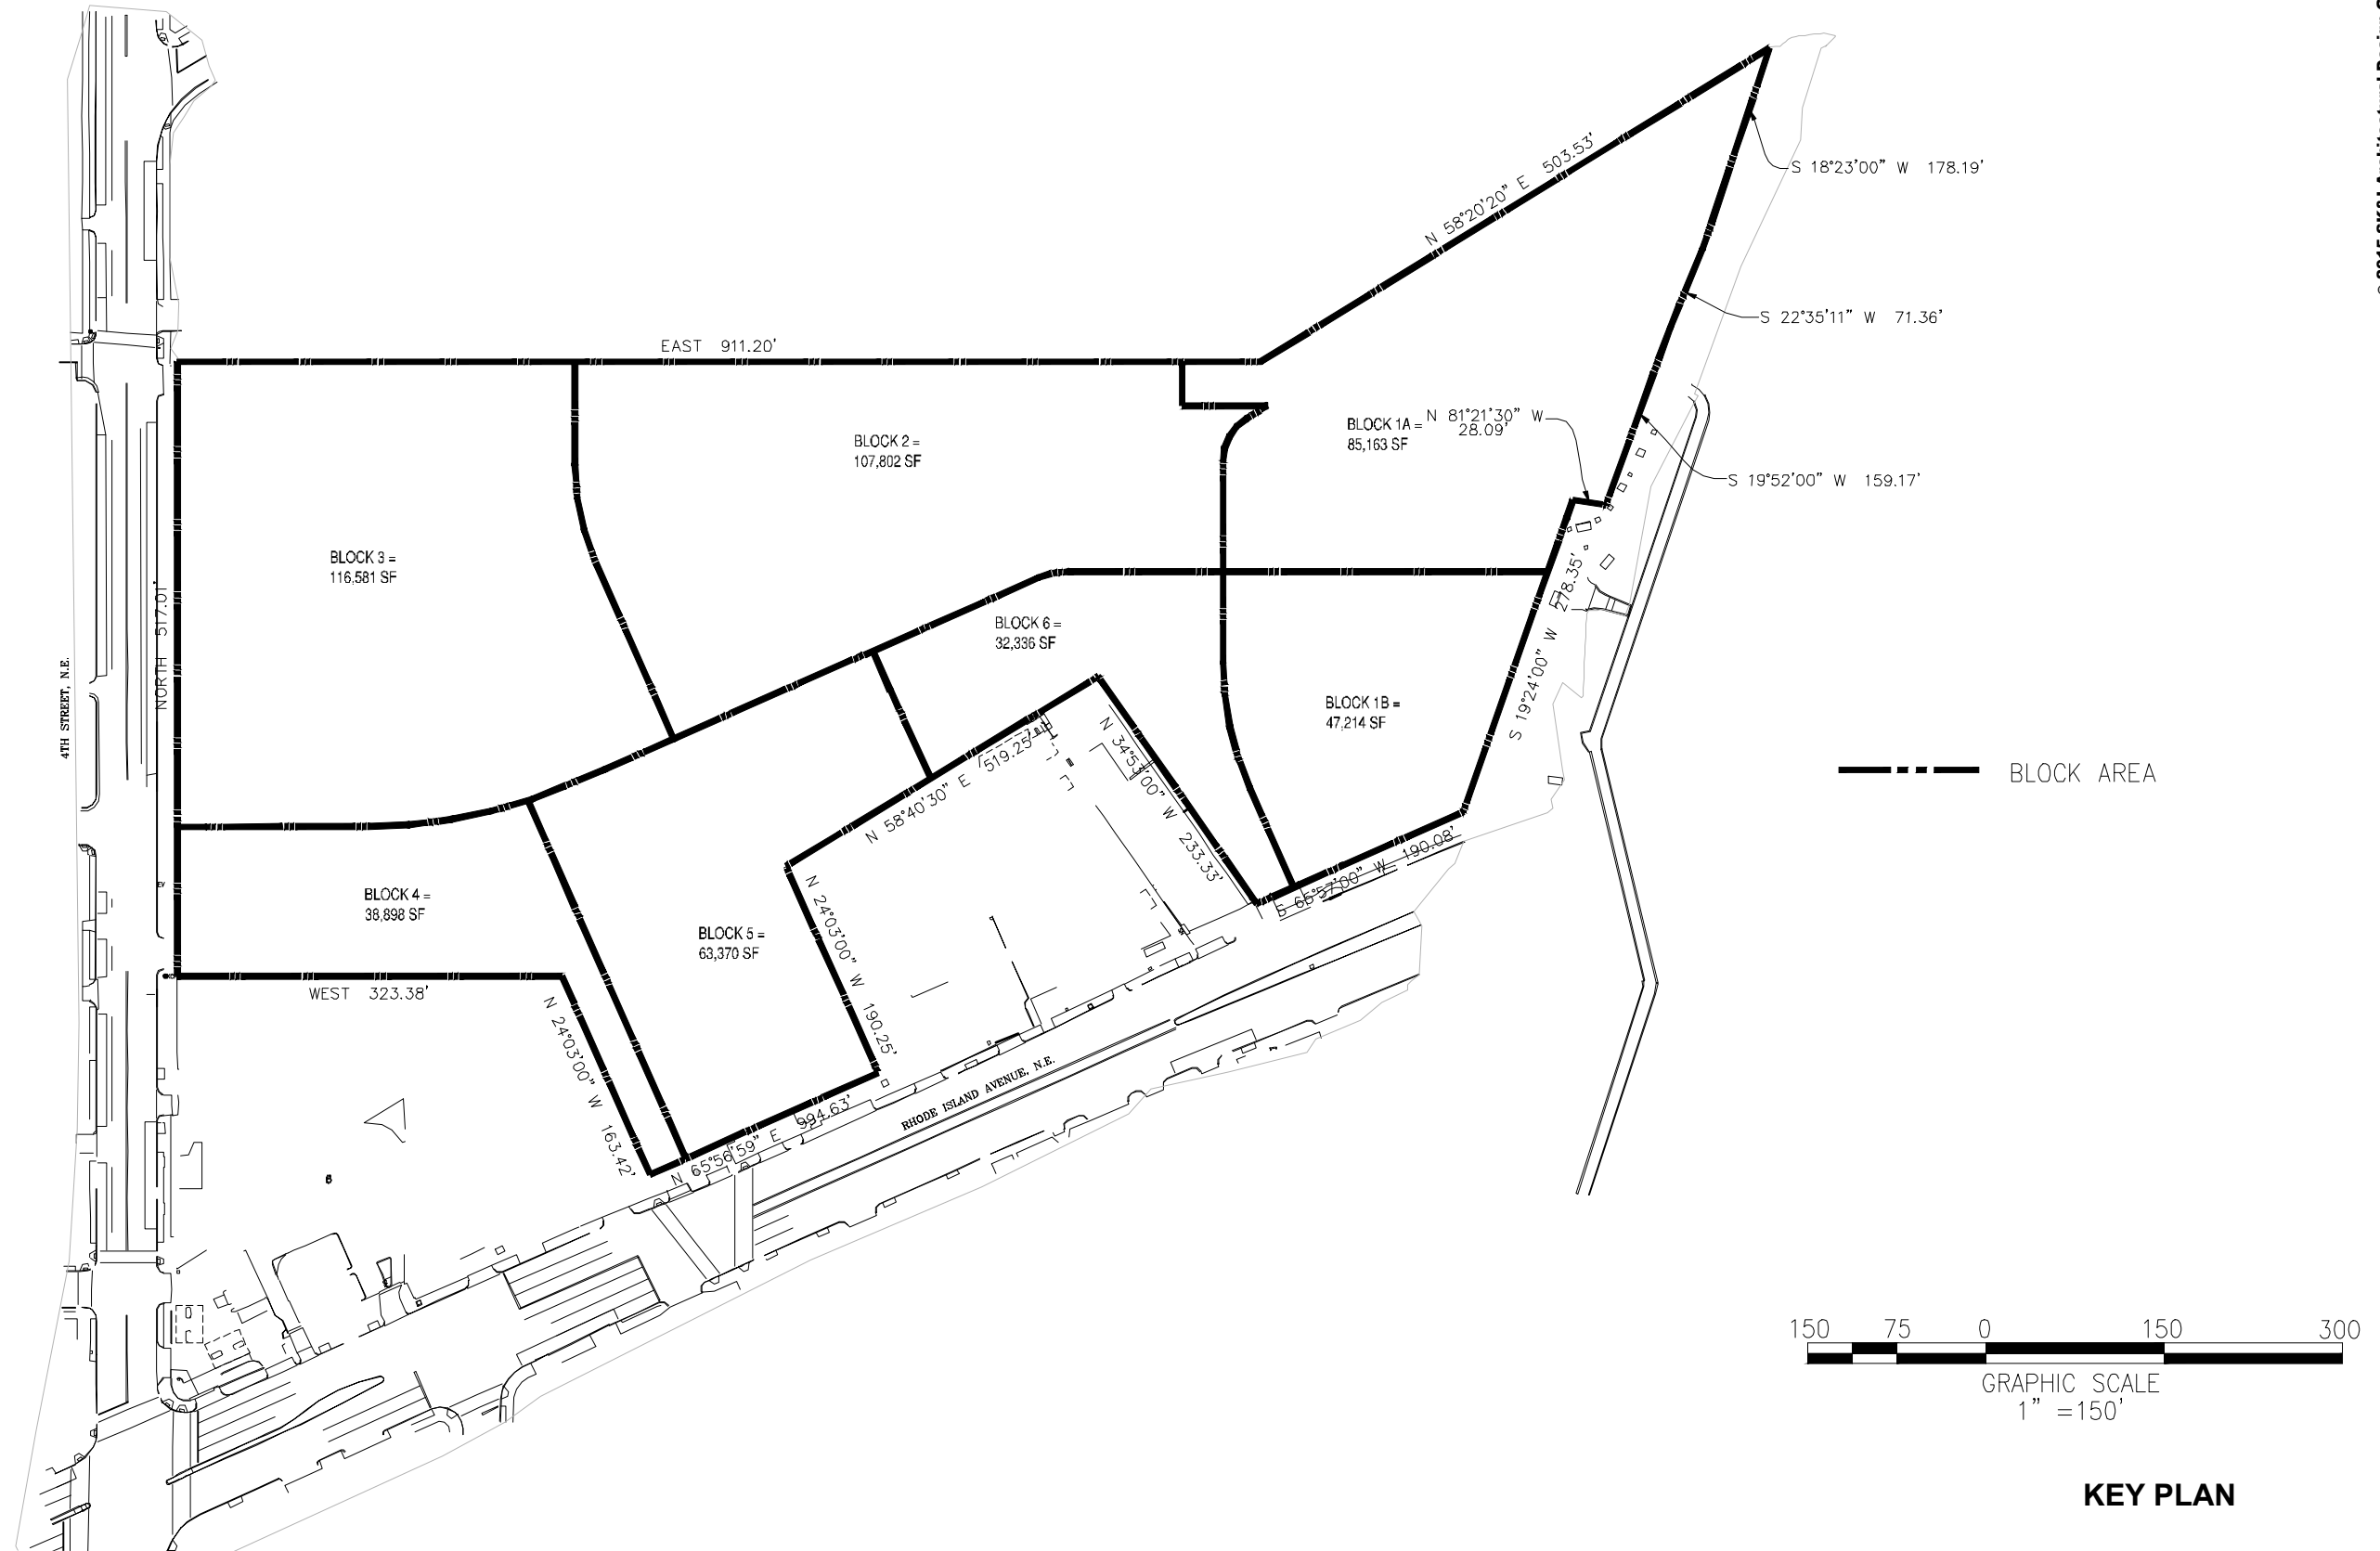 N 58°20'20" E 503.53'
S 18°23'00" W 178.19'
S 22°35'11" W 71.36'
EAST 911.20'
BLOCK 1A =
85,163 SF
N 81°21'30" W
28.09'
BLOCK 2 =
107,802 SF
S 19°52'00" W 159.17'
BLOCK 3 =
116,581 SF
NORTH 517.01'
4TH STREET, N.E.
BLOCK 6 =
32,336 SF
S 19°24'00" W 278.35'
BLOCK 1B =
47,214 SF
N 58°40'30" E 519.25'
N 34°53'00" W 233.33'
BLOCK AREA
S 65°57'00" W 190.08'
BLOCK 4 =
38,898 SF
BLOCK 5 =
63,370 SF
N 24°03'00" W 190.25'
WEST 323.38'
N 24°03'00" W 163.42'
N 65°56'59" E 994.63'
RHODE ISLAND AVENUE, N.E.
150 75 0 150 300
GRAPHIC SCALE
1" =150'
KEY PLAN